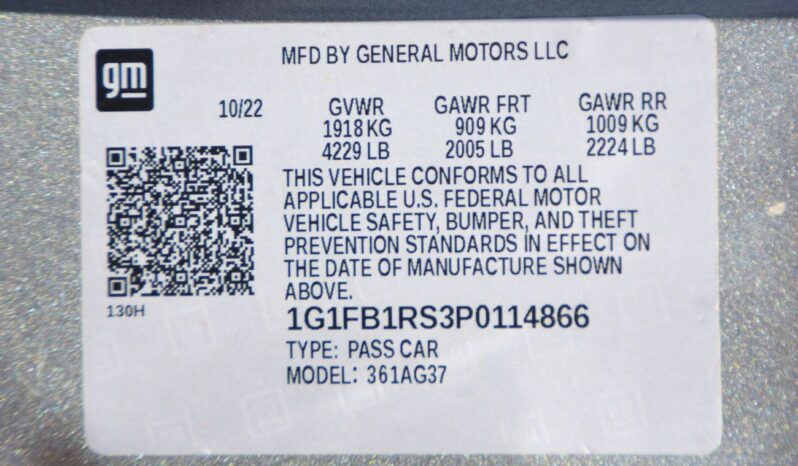 gm
MFD BY GENERAL MOTORS LLC
10/22 GVWR GAWR FRT GAWR RR
1918 KG 909 KG 1009 KG
4229 LB 2005 LB 2224 LB
THIS VEHICLE CONFORMS TO ALL
APPLICABLE U.S. FEDERAL MOTOR
VEHICLE SAFETY, BUMPER, AND THEFT
PREVENTION STANDARDS IN EFFECT ON
THE DATE OF MANUFACTURE SHOWN
ABOVE.
130H
1G1FB1RS3P0114866
TYPE: PASS CAR
MODEL: 361AG37